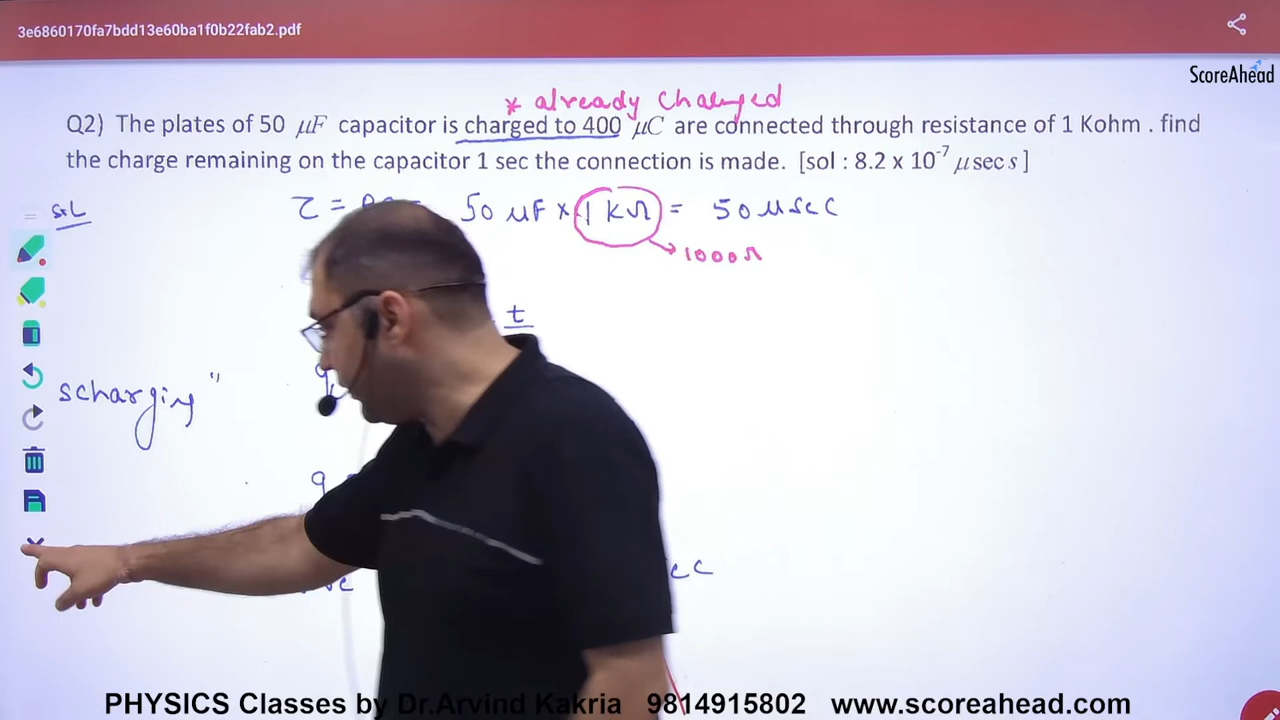 3e6860170fa7bdd13e60ba1f0b22fab2.pdf
ScoreAhead
* already charged
Q2) The plates of 50 μF capacitor is charged to 400 μC are connected through resistance of 1 Kohm . find
the charge remaining on the capacitor 1 sec the connection is made. [sol : 8.2 x 10⁻⁷ μsecs]
sol τ = 50 μF × 1 kΩ = 50 μsec
1000Ω
t
scharging "
q
q
PHYSICS Classes by Dr.Arvind Kakria 9814915802 www.scoreahead.com